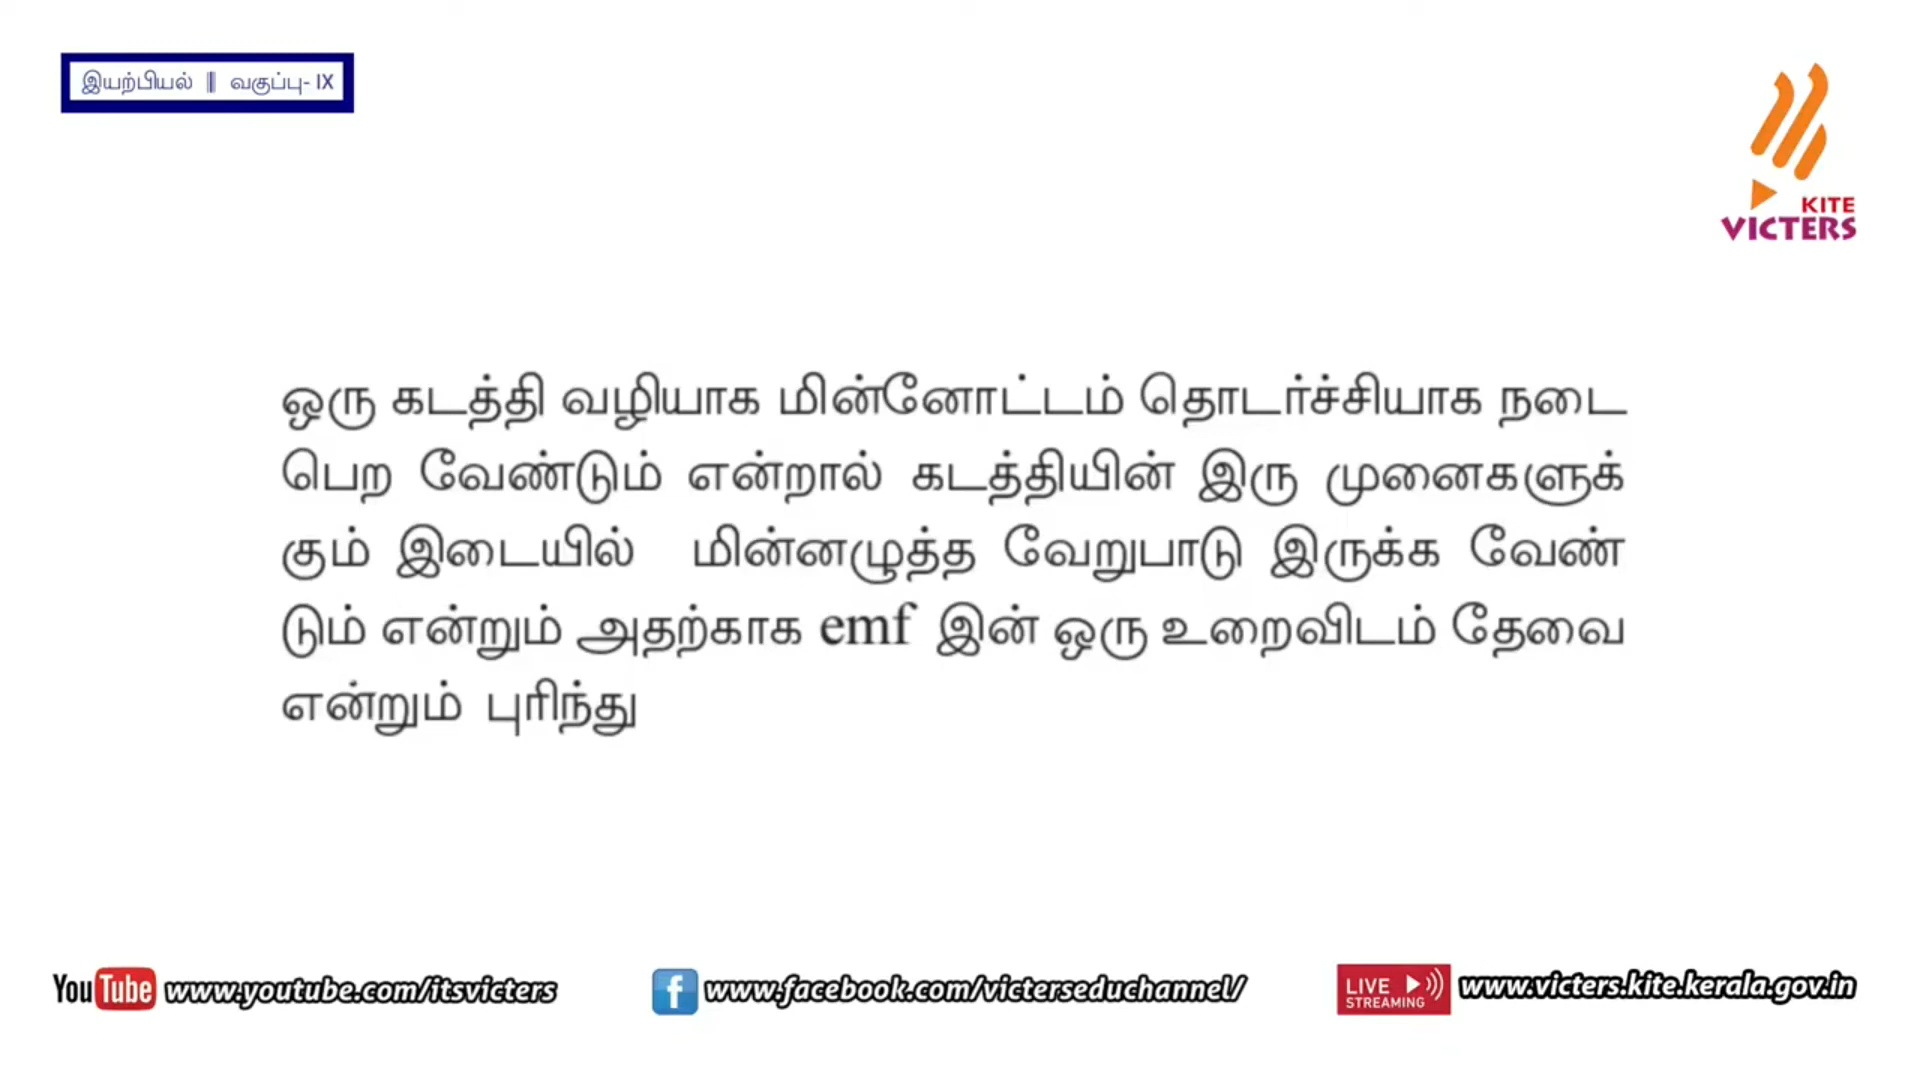 இயற்பியல் || வகுப்பு- IX
KITE
VICTERS
ஒரு கடத்தி வழியாக மின்னோட்டம் தொடர்ச்சியாக நடை
பெற வேண்டும் என்றால் கடத்தியின் இரு முனைகளுக்
கும் இடையில் மின்னழுத்த வேறுபாடு இருக்க வேண்
டும் என்றும் அதற்காக emf இன் ஒரு உறைவிடம் தேவை
என்றும் புரிந்து
YouTube www.youtube.com/itsvicters
f www.facebook.com/victerseduchannel/
LIVE STREAMING www.victers.kite.kerala.gov.in